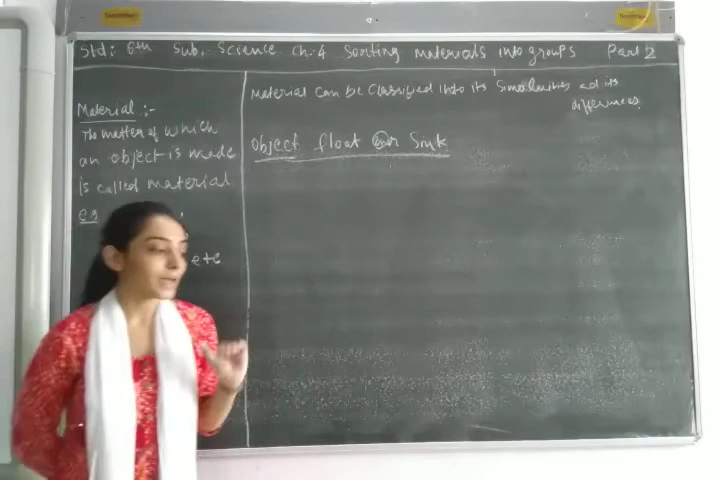 Std: 6th Sub. Science Ch:4 Sorting materials into groups Part 2
Material :-
The matter of which
an object is made
is called material
eg
etc
Material can be Classified into its Similarities ad its
differences.
Object float or Sink